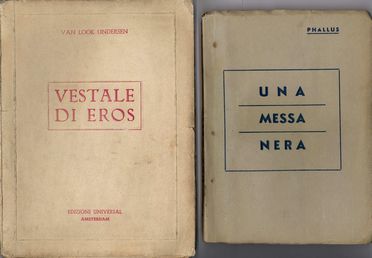 VAN LOOK UNDERSEN
VESTALE
DI EROS
EDIZIONI UNIVERSAL
AMSTERDAM
PHALLUS
UNA
MESSA
NERA